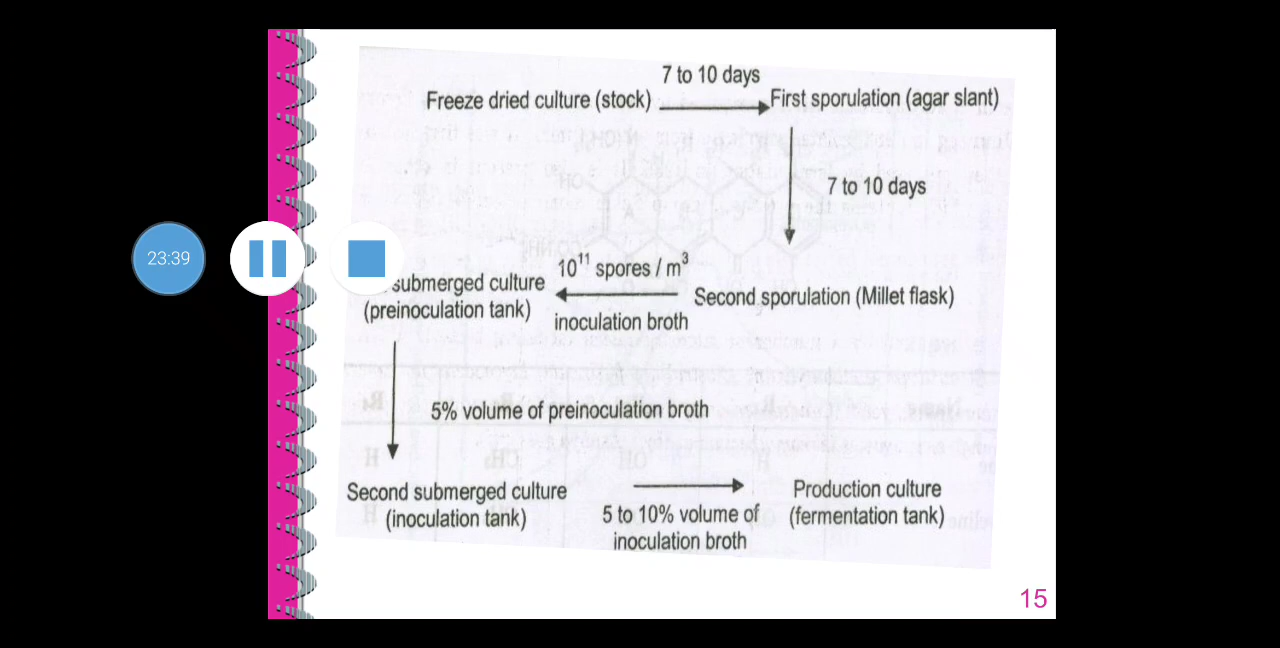 7 to 10 days
Freeze dried culture (stock)
First sporulation (agar slant)
7 to 10 days
23:39
10¹¹ spores / m³
submerged culture
(preinoculation tank)
Second sporulation (Millet flask)
inoculation broth
5% volume of preinoculation broth
Second submerged culture
(inoculation tank)
5 to 10% volume of
inoculation broth
Production culture
(fermentation tank)
15